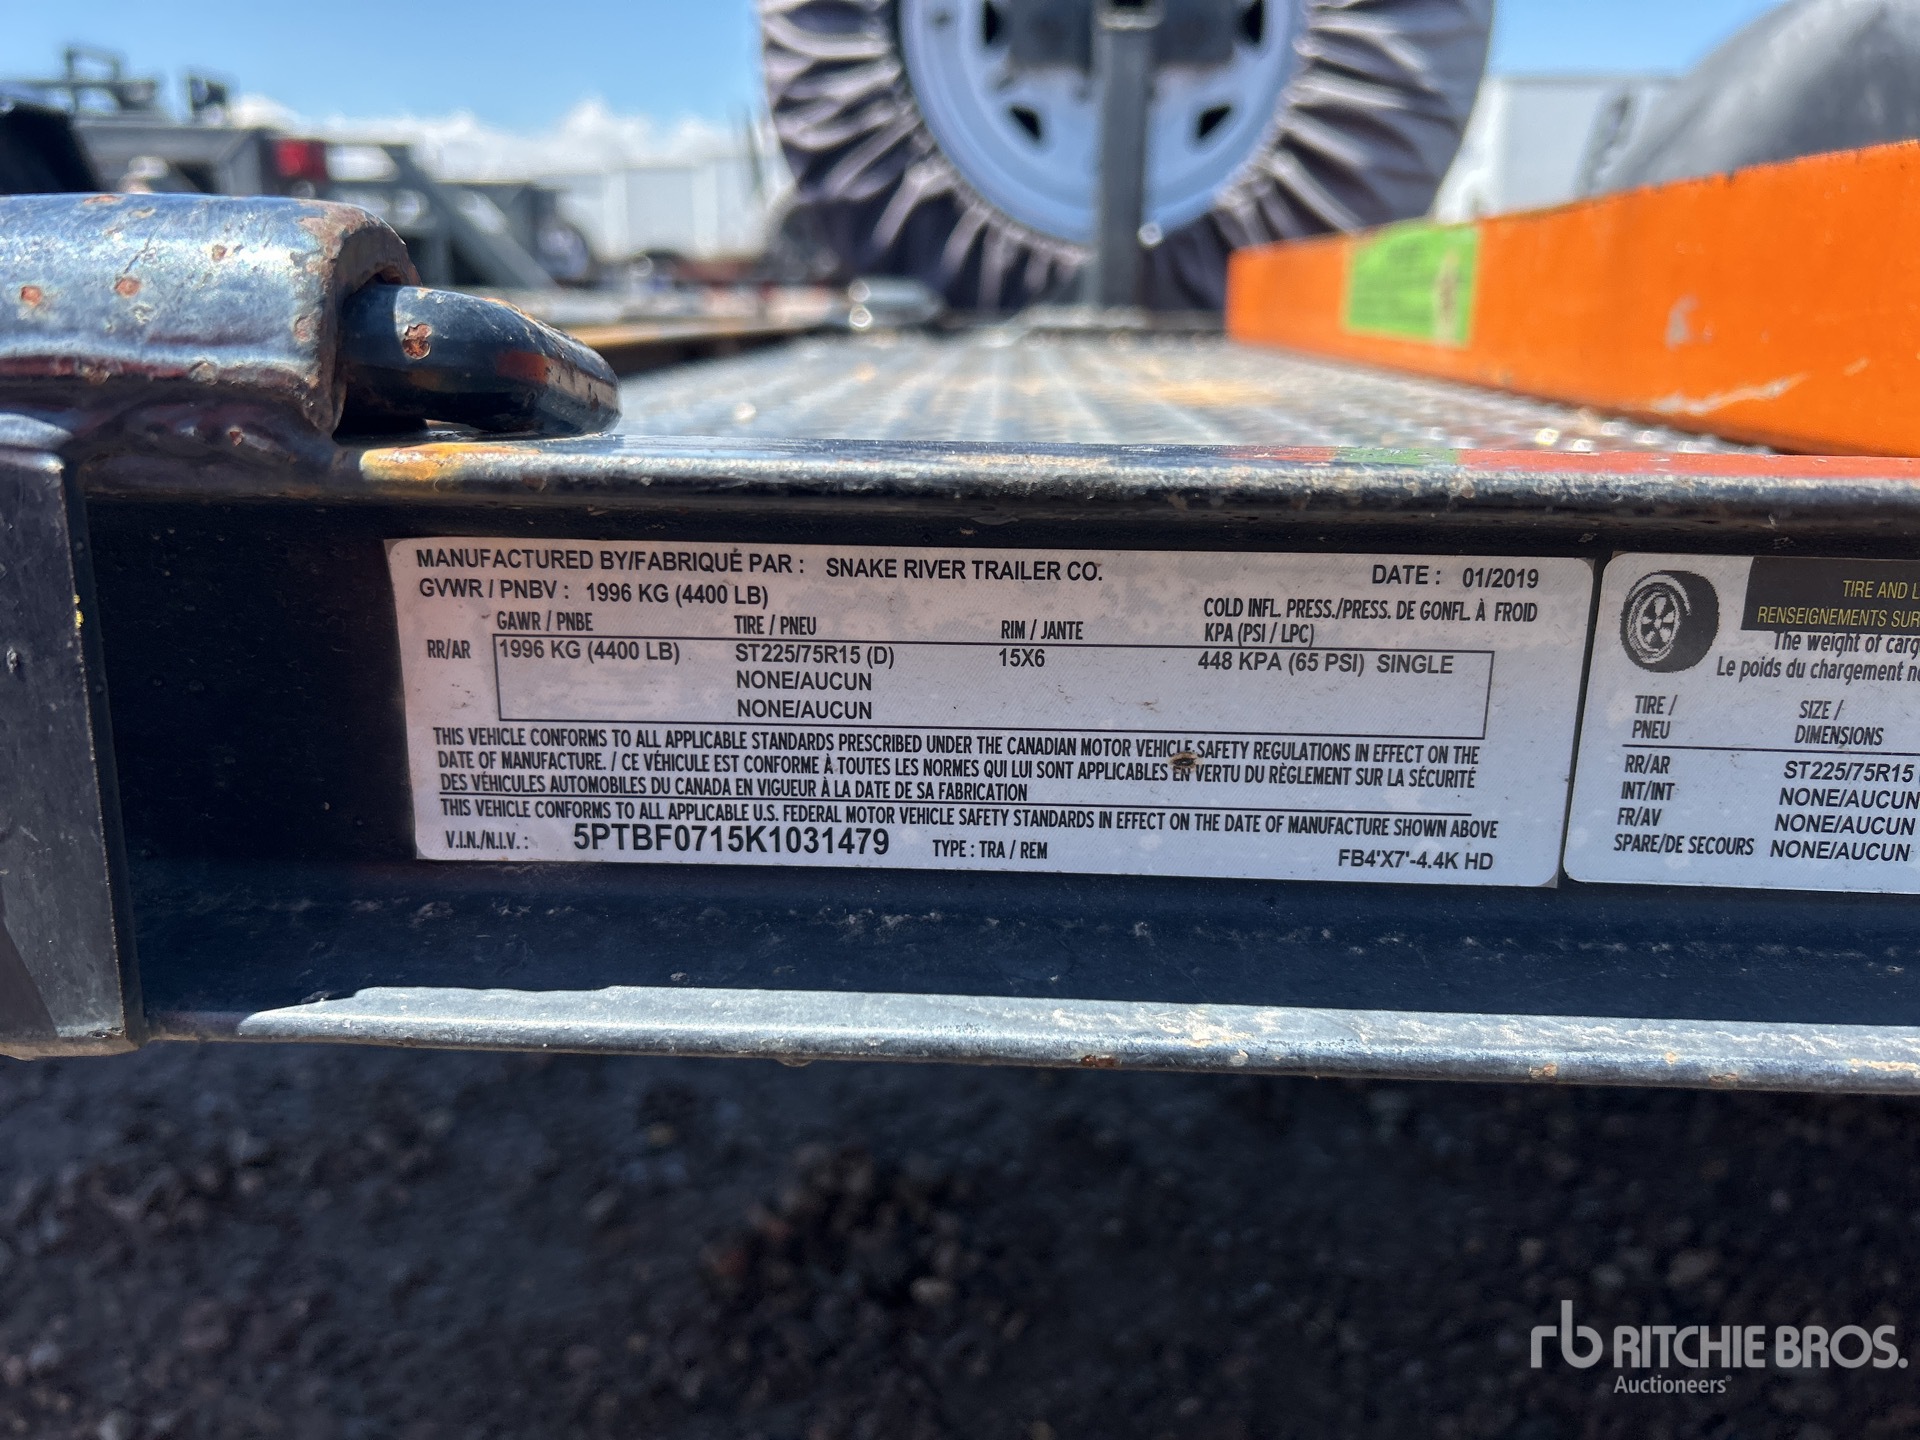 MANUFACTURED BY/FABRIQUÉ PAR : SNAKE RIVER TRAILER CO. DATE : 01/2019
GVWR / PNBV : 1996 KG (4400 LB)
GAWR / PNBE TIRE / PNEU RIM / JANTE COLD INFL. PRESS./PRESS. DE GONFL. À FROID
KPA (PSI / LPC)
RR/AR 1996 KG (4400 LB) ST225/75R15 (D) 15X6 448 KPA (65 PSI) SINGLE
NONE/AUCUN
NONE/AUCUN
THIS VEHICLE CONFORMS TO ALL APPLICABLE STANDARDS PRESCRIBED UNDER THE CANADIAN MOTOR VEHICLE SAFETY REGULATIONS IN EFFECT ON THE
DATE OF MANUFACTURE. / CE VÉHICULE EST CONFORME À TOUTES LES NORMES QUI LUI SONT APPLICABLES EN VERTU DU RÈGLEMENT SUR LA SÉCURITÉ
DES VÉHICULES AUTOMOBILES DU CANADA EN VIGUEUR À LA DATE DE SA FABRICATION
THIS VEHICLE CONFORMS TO ALL APPLICABLE U.S. FEDERAL MOTOR VEHICLE SAFETY STANDARDS IN EFFECT ON THE DATE OF MANUFACTURE SHOWN ABOVE
V.I.N./N.I.V. : 5PTBF0715K1031479 TYPE : TRA / REM FB4'X7'-4.4K HD
TIRE AND
RENSEIGNEMENTS SUR
The weight of
Le poids du chargement
TIRE / SIZE /
PNEU DIMENSIONS
RR/AR ST225/75R15
INT/INT NONE/AUCUN
FR/AV NONE/AUCUN
SPARE/DE SECOURS NONE/AUCUN
rb RITCHIE BROS.
Auctioneers